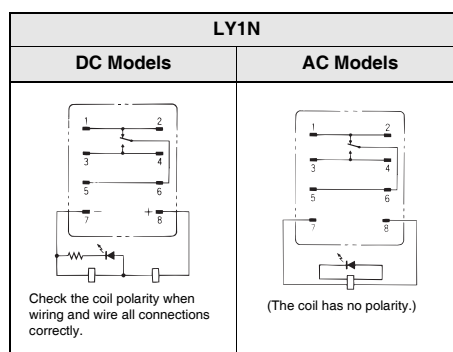 LY1N
DC Models
AC Models
1 2
3 4
5 6
− +
7 8
Check the coil polarity when
wiring and wire all connections
correctly.
1 2
3 4
5 6
7 8
(The coil has no polarity.)